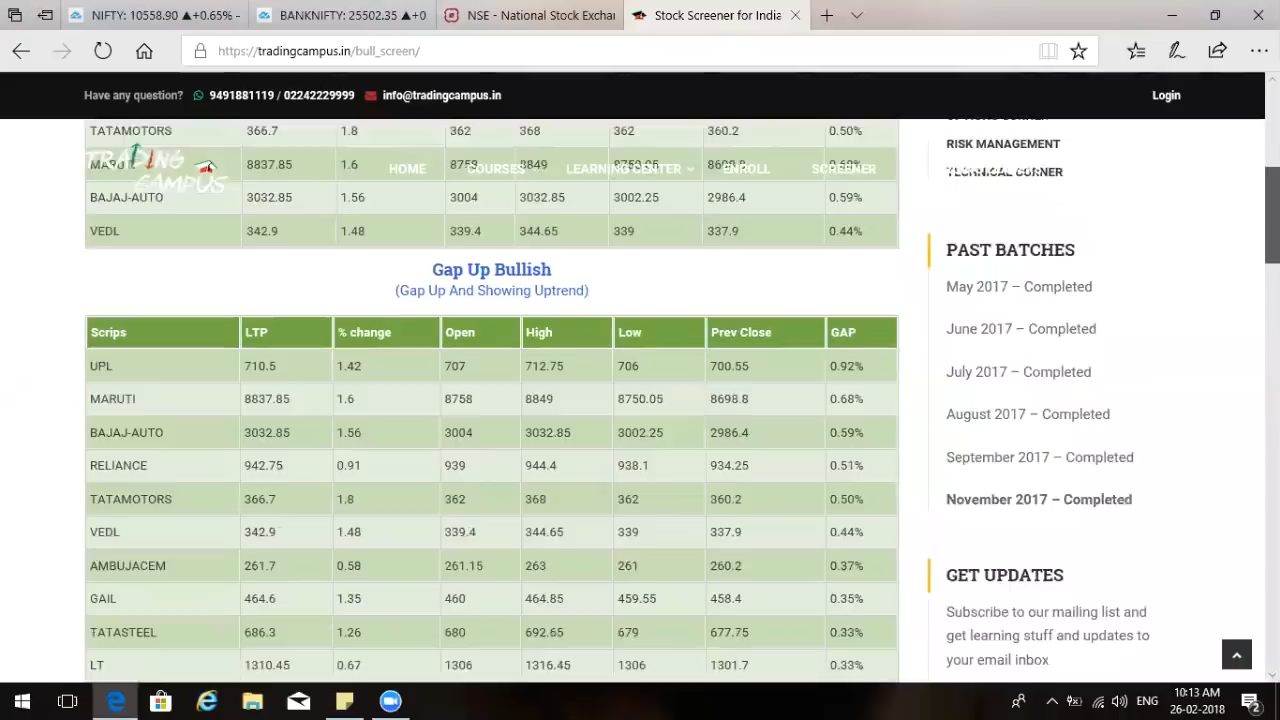 NIFTY: 10558.90 ▲+0.65% -
BANKNIFTY: 25502.35 ▲+0
NSE - National Stock Exchan
Stock Screener for India
https://tradingcampus.in/bull_screen/
Have any question? 9491881119 / 02242229999 info@tradingcampus.in Login
TATAMOTORS 366.7 1.8 362 368 362 360.2 0.50%
8837.85 1.6 8758 8849 8750.05
TRADING CAMPUS
HOME COURSES LEARNING CENTER ENROLL SCREENER
BAJAJ-AUTO 3032.85 1.56 3004 3032.85 3002.25 2986.4 0.59%
VEDL 342.9 1.48 339.4 344.65 339 337.9 0.44%
Gap Up Bullish
(Gap Up And Showing Uptrend)
Scrips LTP % change Open High Low Prev Close GAP
UPL 710.5 1.42 707 712.75 706 700.55 0.92%
MARUTI 8837.85 1.6 8758 8849 8750.05 8698.8 0.68%
BAJAJ-AUTO 3032.85 1.56 3004 3032.85 3002.25 2986.4 0.59%
RELIANCE 942.75 0.91 939 944.4 938.1 934.25 0.51%
TATAMOTORS 366.7 1.8 362 368 362 360.2 0.50%
VEDL 342.9 1.48 339.4 344.65 339 337.9 0.44%
AMBUJACEM 261.7 0.58 261.15 263 261 260.2 0.37%
GAIL 464.6 1.35 460 464.85 459.55 458.4 0.35%
TATASTEEL 686.3 1.26 680 692.65 679 677.75 0.33%
LT 1310.45 0.67 1306 1316.45 1306 1301.7 0.33%
RISK MANAGEMENT
TECHNICAL CORNER
PAST BATCHES
May 2017 – Completed
June 2017 – Completed
July 2017 – Completed
August 2017 – Completed
September 2017 – Completed
November 2017 – Completed
GET UPDATES
Subscribe to our mailing list and
get learning stuff and updates to
your email inbox
ENG
10:13 AM
26-02-2018
2